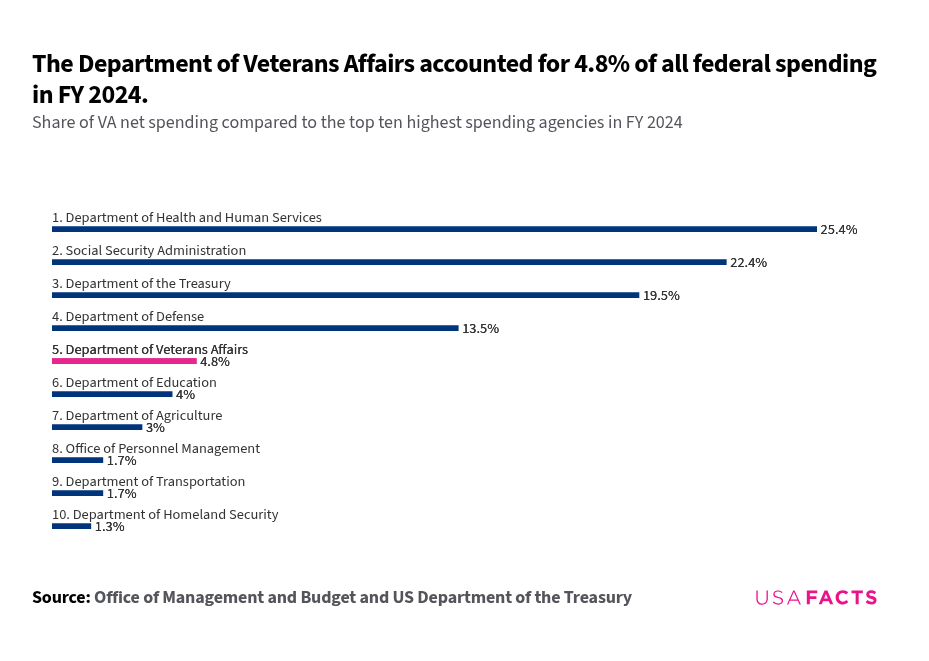 The Department of Veterans Affairs accounted for 4.8% of all federal spending
in FY 2024.
Share of VA net spending compared to the top ten highest spending agencies in FY 2024
1. Department of Health and Human Services
25.4%
2. Social Security Administration
22.4%
3. Department of the Treasury
19.5%
4. Department of Defense
13.5%
5. Department of Veterans Affairs
4.8%
6. Department of Education
4%
7. Department of Agriculture
3%
8. Office of Personnel Management
1.7%
9. Department of Transportation
1.7%
10. Department of Homeland Security
1.3%
Source: Office of Management and Budget and US Department of the Treasury
USAFACTS